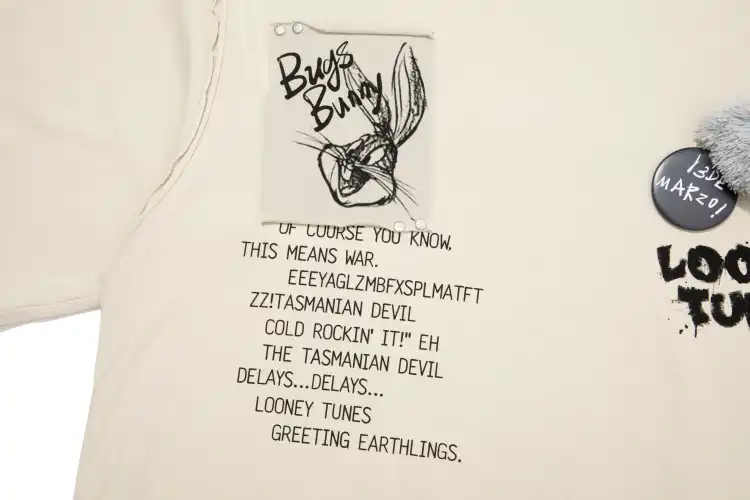 Bugs
Bunny
OF COURSE YOU KNOW,
THIS MEANS WAR.
EEEYAGLZMBFXSPLMATFT
ZZ!TASMANIAN DEVIL
COLD ROCKIN' IT!" EH
THE TASMANIAN DEVIL
DELAYS...DELAYS...
LOONEY TUNES
GREETING EARTHLINGS.
13DE
MARZO!
LOO
TU